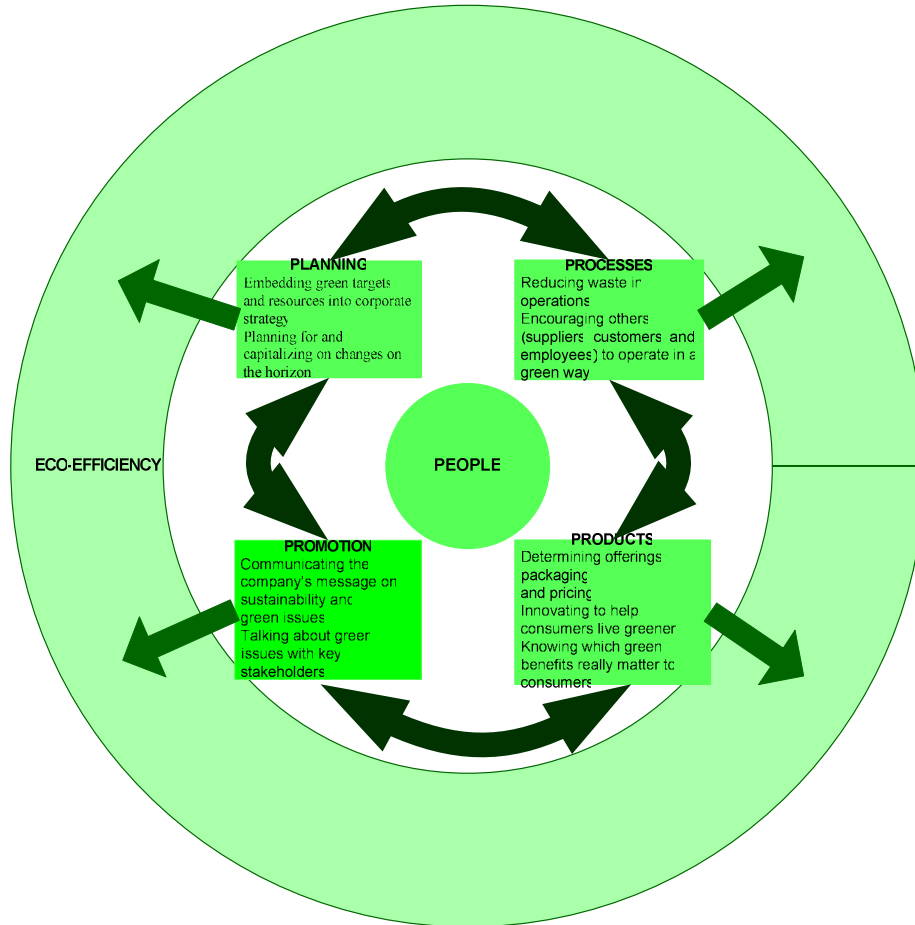 PLANNING
Embedding green targets
and resources into corporate
strategy
Planning for and
capitalizing on changes on
the horizon
PROCESSES
Reducing waste in
operations
Encouraging others
(suppliers customers and
employees) to operate in a
green way
ECO-EFFICIENCY
PEOPLE
PROMOTION
Communicating the
company's message on
sustainability and
green issues
Talking about green
issues with key
stakeholders
PRODUCTS
Determining offerings
packaging
and pricing
Innovating to help
consumers live greener
Knowing which green
benefits really matter to
consumers